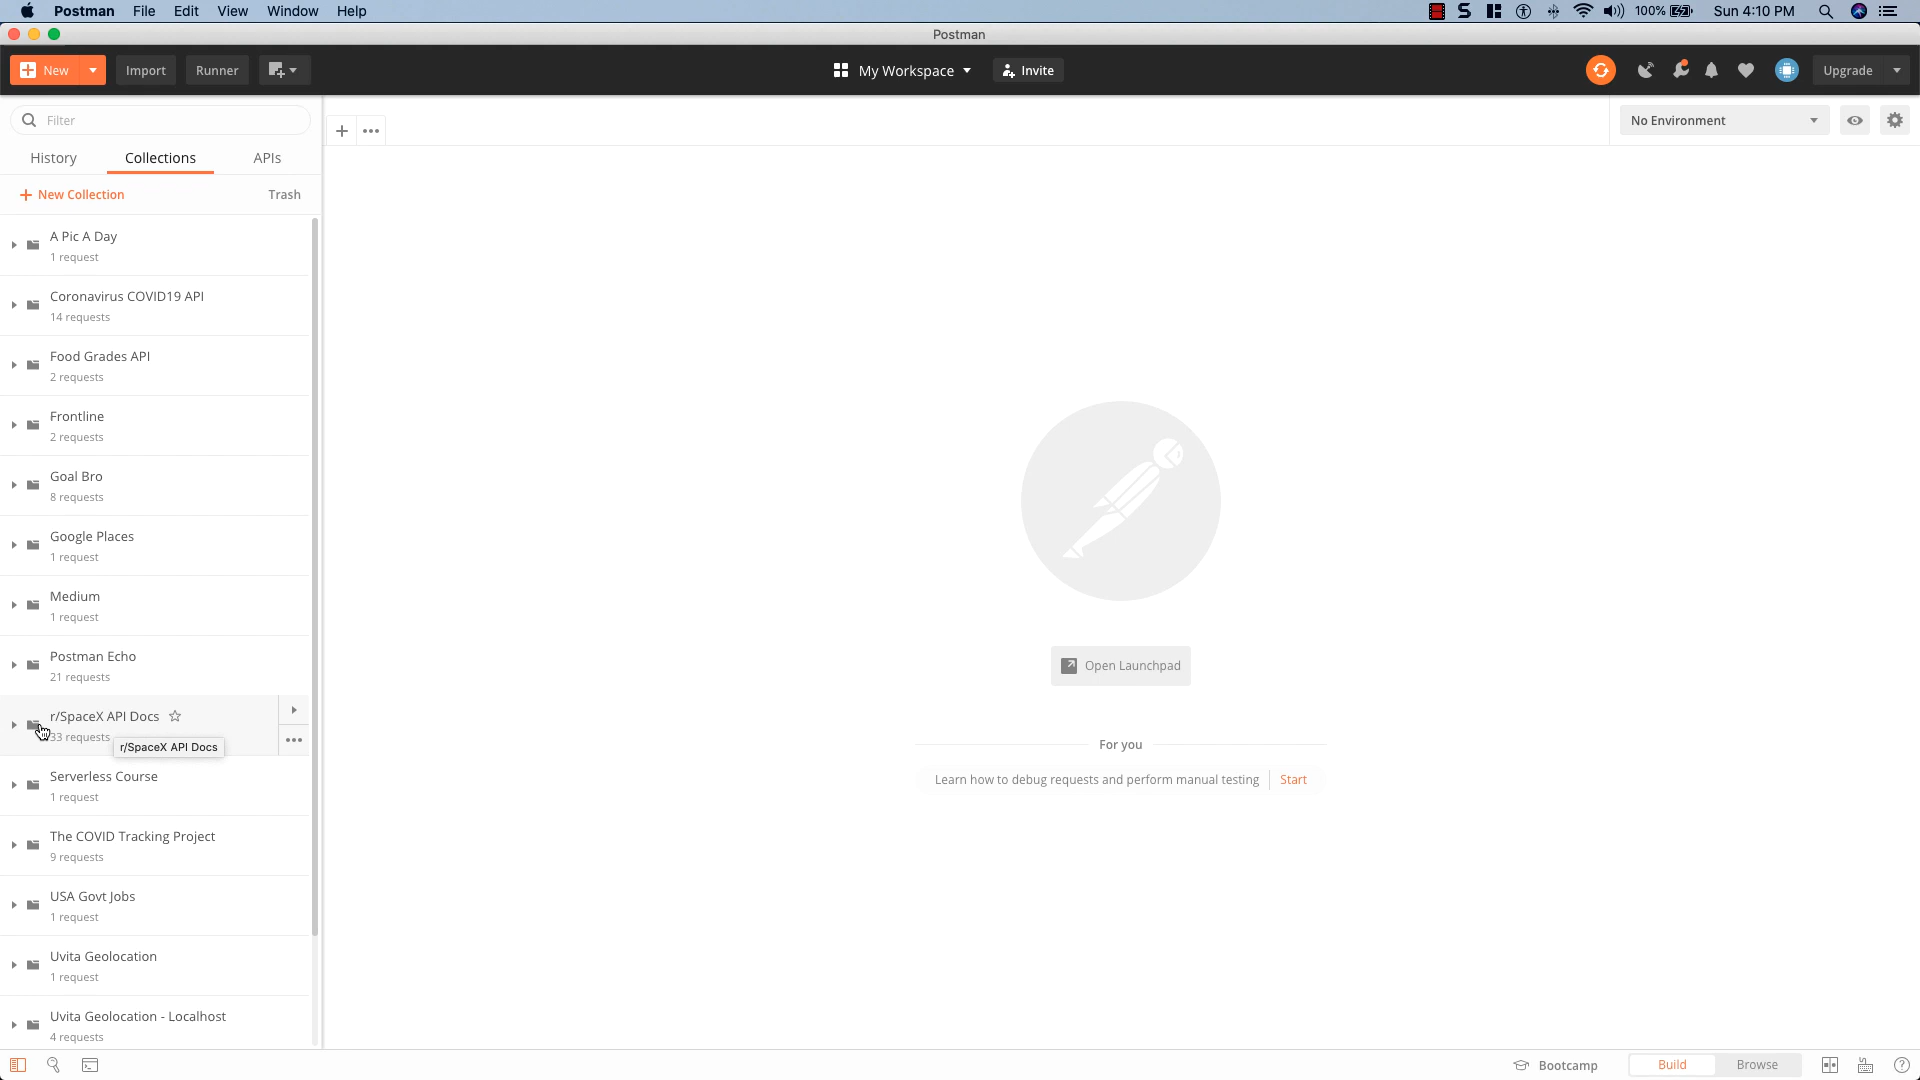 Postman File Edit View Window Help
100% Sun 4:10 PM
Postman
New Import Runner My Workspace Invite Upgrade
Filter
No Environment
History Collections APIs
New Collection Trash
A Pic A Day
1 request
Coronavirus COVID19 API
14 requests
Food Grades API
2 requests
Frontline
2 requests
Goal Bro
8 requests
Google Places
1 request
Medium
1 request
Postman Echo
21 requests
r/SpaceX API Docs
33 requests
r/SpaceX API Docs
Serverless Course
1 request
The COVID Tracking Project
9 requests
USA Govt Jobs
1 request
Uvita Geolocation
1 request
Uvita Geolocation - Localhost
4 requests
Open Launchpad
For you
Learn how to debug requests and perform manual testing Start
Bootcamp Build Browse